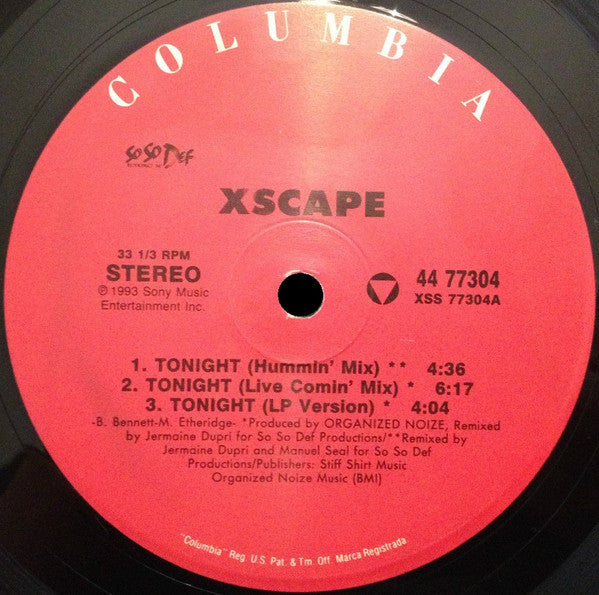 COLUMBIA
SO SO DEF
XSCAPE
33 1/3 RPM
STEREO
℗ 1993 Sony Music
Entertainment Inc.
44 77304
XSS 77304A
1. TONIGHT (Hummin' Mix) ** 4:36
2. TONIGHT (Live Comin' Mix) * 6:17
3. TONIGHT (LP Version) * 4:04
-B. Bennett-M. Etheridge- *Produced by ORGANIZED NOIZE, Remixed
by Jermaine Dupri for So So Def Productions/**Remixed by
Jermaine Dupri and Manuel Seal for So So Def
Productions/Publishers: Stiff Shirt Music
Organized Noize Music (BMI)
"Columbia" Reg. U.S. Pat. & Tm. Off. Marca Registrada